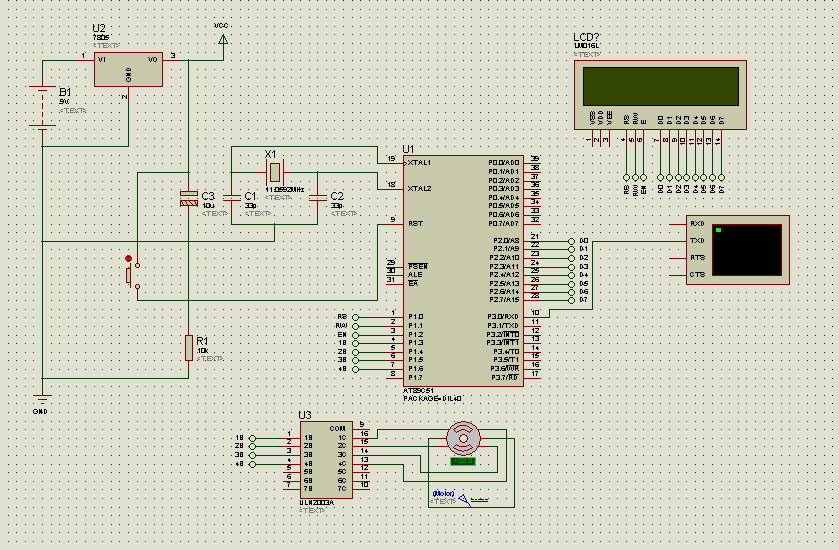 U2
7805
<TEXT>
1
VI
VO
3
GND
2
VCC
B1
9V
<TEXT>
C3
10u
<TEXT>
X1
11.0592MHz
<TEXT>
C1
33p
<TEXT>
C2
33p
<TEXT>
R1
10k
<TEXT>
GND
U1
19
XTAL1
18
XTAL2
9
RST
29
PSEN
30
ALE
31
EA
RS
1
P1.0
RW
2
P1.1
EN
3
P1.2
1B
4
P1.3
2B
5
P1.4
3B
6
P1.5
4B
7
P1.6
8
P1.7
P0.0/AD0
39
P0.1/AD1
38
P0.2/AD2
37
P0.3/AD3
36
P0.4/AD4
35
P0.5/AD5
34
P0.6/AD6
33
P0.7/AD7
32
P2.0/A8
21
D0
P2.1/A9
22
D1
P2.2/A10
23
D2
P2.3/A11
24
D3
P2.4/A12
25
D4
P2.5/A13
26
D5
P2.6/A14
27
D6
P2.7/A15
28
D7
P3.0/RXD
10
P3.1/TXD
11
P3.2/INT0
12
P3.3/INT1
13
P3.4/T0
14
P3.5/T1
15
P3.6/WR
16
P3.7/RD
17
AT89C51
PACKAGE=DIL40
LCD?
LM016L
VSS
VDD
VEE
RS
RW
E
D0
D1
D2
D3
D4
D5
D6
D7
1
2
3
4
5
6
7
8
9
10
11
12
13
14
RS
RW
EN
D0
D1
D2
D3
D4
D5
D6
D7
RXD
TXD
RTS
CTS
U3
COM
9
1B
1
1B
1C
16
2B
2
2B
2C
15
3B
3
3B
3C
14
4B
4
4B
4C
13
5
5B
5C
12
6
6B
6C
11
7
7B
7C
10
ULN2003A
<TEXT>
(Motor)
<TEXT>